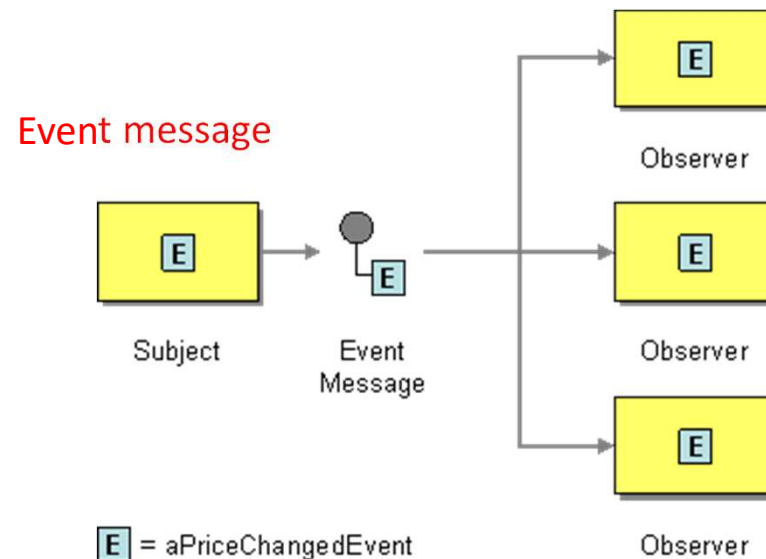 E
Observer
Event message
E
E
E
Subject
Event
Message
Observer
E
E = aPriceChangedEvent
Observer